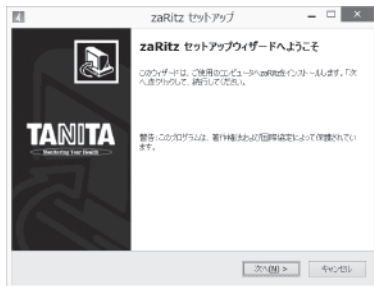 zaRitz セットアップ
zaRitz セットアップウィザードへようこそ
このウィザードは、ご使用のコンピュータへzaRitzをインストールします。「次
へ」をクリックして、続行してください。
TANITA
Monitoring Your Health
警告:このプログラムは、著作権法および国際協定によって保護されてい
ます。
次へ(N) >
キャンセル